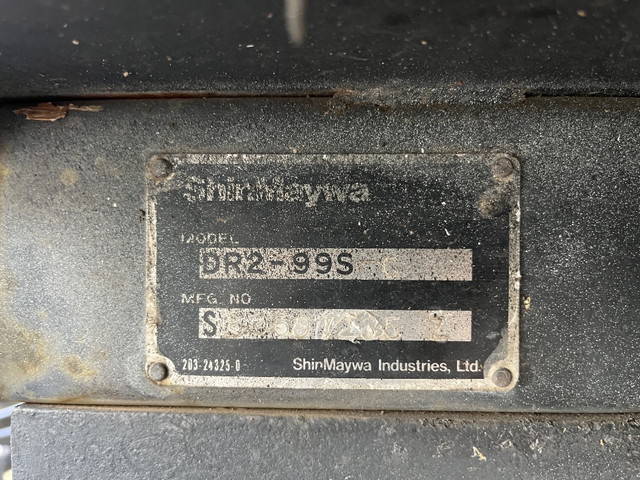 ShinMaywa
MODEL
DR2-99S
MFG. NO
203-24325-0 ShinMaywa Industries, Ltd.